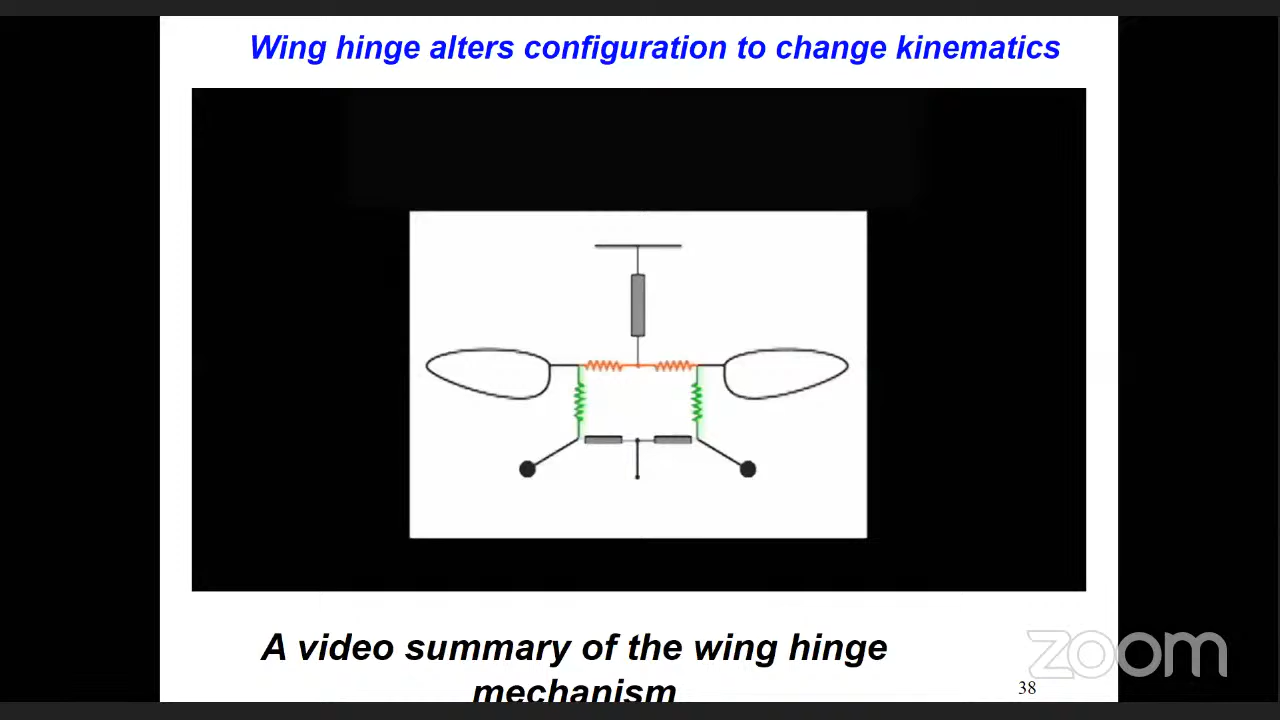 Wing hinge alters configuration to change kinematics
A video summary of the wing hinge
mechanism
38
zoom